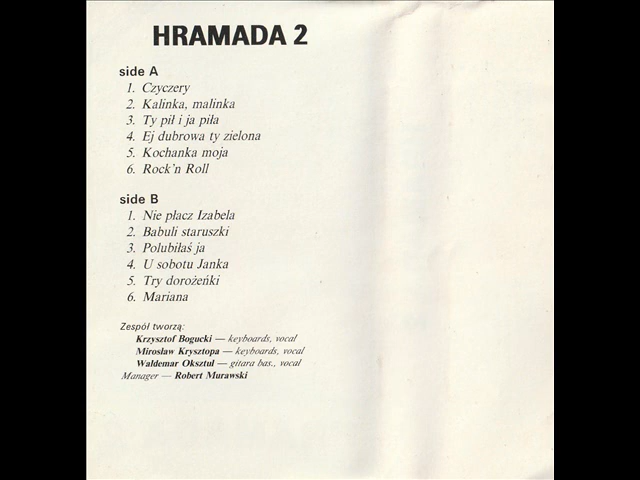 HRAMADA 2
side A
1. Czyczery
2. Kalinka, malinka
3. Ty pił i ja piła
4. Ej dubrowa ty zielona
5. Kochanka moja
6. Rock'n Roll
side B
1. Nie płacz Izabela
2. Babuli staruszki
3. Polubiłaś ja
4. U sobotu Janka
5. Try dorożeńki
6. Mariana
Zespół tworzą:
Krzysztof Bogucki — keyboards, vocal
Mirosław Krysztopa — keyboards, vocal
Waldemar Oksztul — gitara bas., vocal
Manager — Robert Murawski